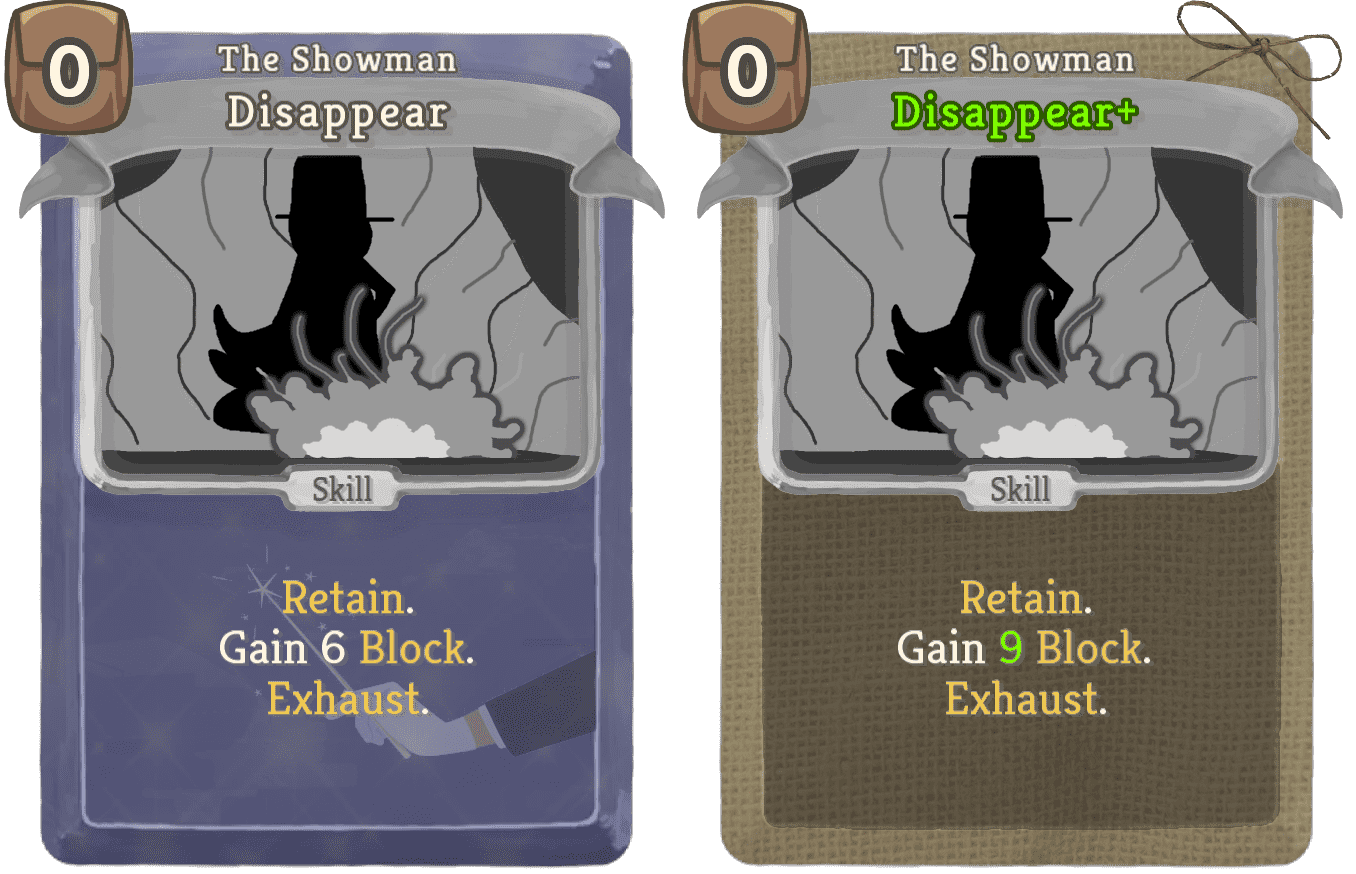 0
The Showman
Disappear
Skill
Retain.
Gain 6 Block.
Exhaust.
0
The Showman
Disappear+
Skill
Retain.
Gain 9 Block.
Exhaust.